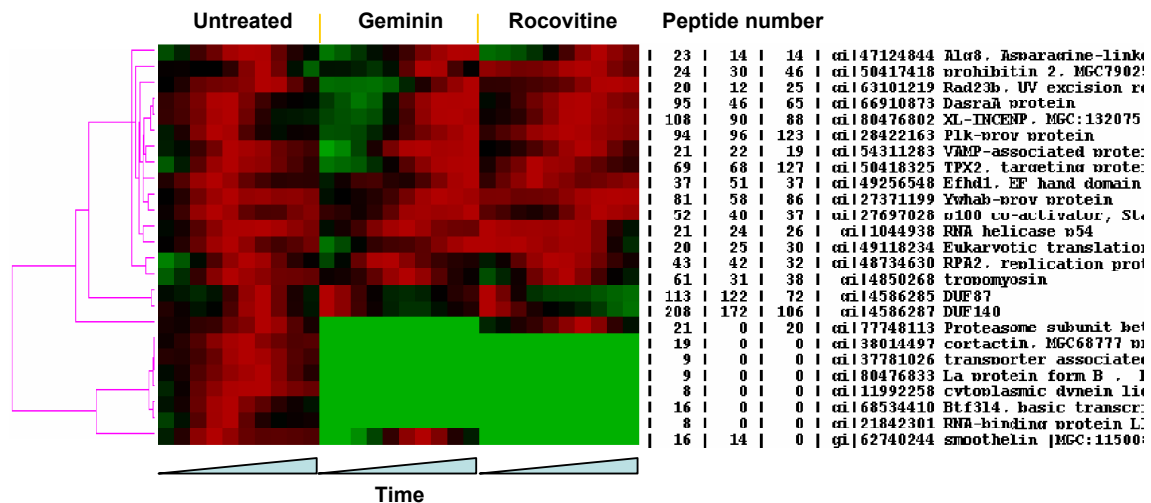 Untreated Geminin Rocovitine Peptide number
| 23 | 14 | 14 | gi|47124844 Alg8, Asparagine-linke
| 24 | 30 | 46 | gi|50417418 prohibitin 2, MGC79025
| 20 | 12 | 25 | gi|63101219 Rad23b, UV excision re
| 95 | 46 | 65 | gi|66910873 DasraA protein
| 108 | 90 | 88 | gi|80476802 XL-INCENP, MGC:132075
| 94 | 96 | 123 | gi|28422163 Plk-prov protein
| 21 | 22 | 19 | gi|54311283 VAMP-associated protei
| 69 | 68 | 127 | gi|50418325 TPX2, targeting protei
| 37 | 51 | 37 | gi|49256548 Efhd1, EF hand domain
| 81 | 58 | 86 | gi|27371199 Ywhab-prov protein
| 52 | 40 | 37 | gi|27697028 p100 co-activator, Sta
| 21 | 24 | 26 | gi|1044938 RNA helicase p54
| 20 | 25 | 30 | gi|49118234 Eukaryotic translation
| 43 | 42 | 32 | gi|48734630 RPA2, replication prot
| 61 | 31 | 38 | gi|4850268 tropomyosin
| 113 | 122 | 72 | gi|4586285 DUF87
| 208 | 172 | 106 | gi|4586287 DUF140
| 21 | 0 | 20 | gi|77748113 Proteasome subunit bet
| 19 | 0 | 0 | gi|38014497 cortactin, MGC68777 pr
| 9 | 0 | 0 | gi|37781026 transporter associated
| 9 | 0 | 0 | gi|80476833 La protein form B ,
| 8 | 0 | 0 | gi|11992258 cytoplasmic dynein lig
| 16 | 0 | 0 | gi|68534410 Btf3l4, basic transcri
| 8 | 0 | 0 | gi|21842301 RNA-binding protein LI
| 16 | 14 | 0 | gi|62740244 smoothelin [MGC:11500
Time